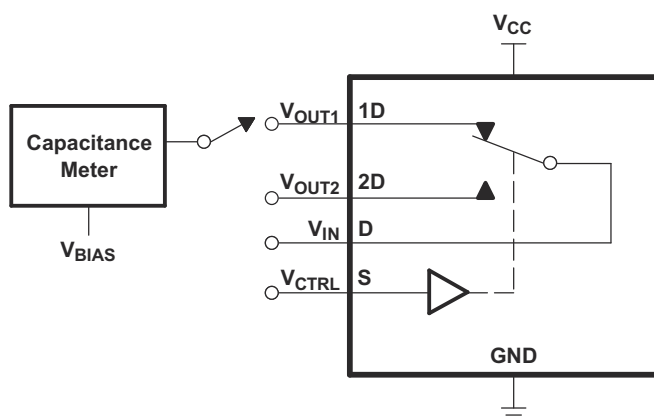 VCC
VOUT1 1D
Capacitance
Meter
VOUT2 2D
VIN D
VBIAS
VCTRL S
GND